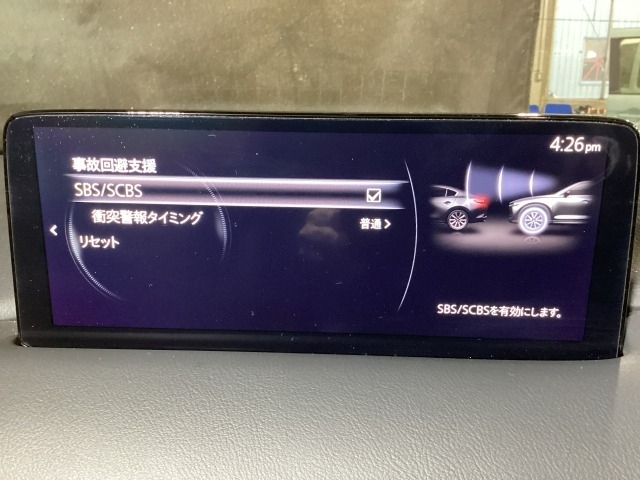 4:26pm
事故回避支援
SBS/SCBS
衝突警報タイミング
普通
リセット
SBS/SCBSを有効にします。